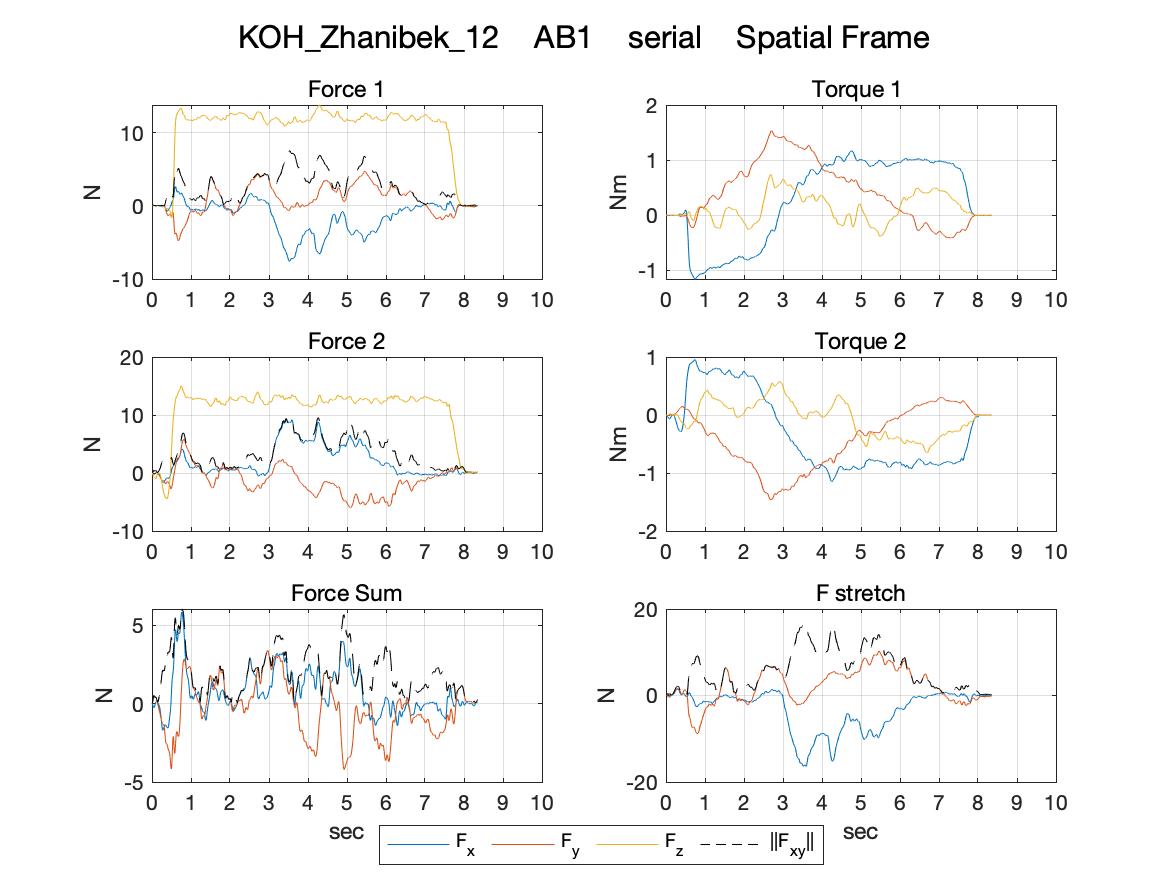 KOH_Zhanibek_12 AB1 serial Spatial Frame
Force 1
N
10
0
-10
0 1 2 3 4 5 6 7 8 9 10
Torque 1
Nm
2
1
0
-1
0 1 2 3 4 5 6 7 8 9 10
Force 2
N
20
10
0
-10
0 1 2 3 4 5 6 7 8 9 10
Torque 2
Nm
1
0
-1
-2
0 1 2 3 4 5 6 7 8 9 10
Force Sum
N
5
0
-5
0 1 2 3 4 5 6 7 8 9 10
sec
F stretch
N
20
0
-20
0 1 2 3 4 5 6 7 8 9 10
sec
Fx Fy Fz ||Fxy||